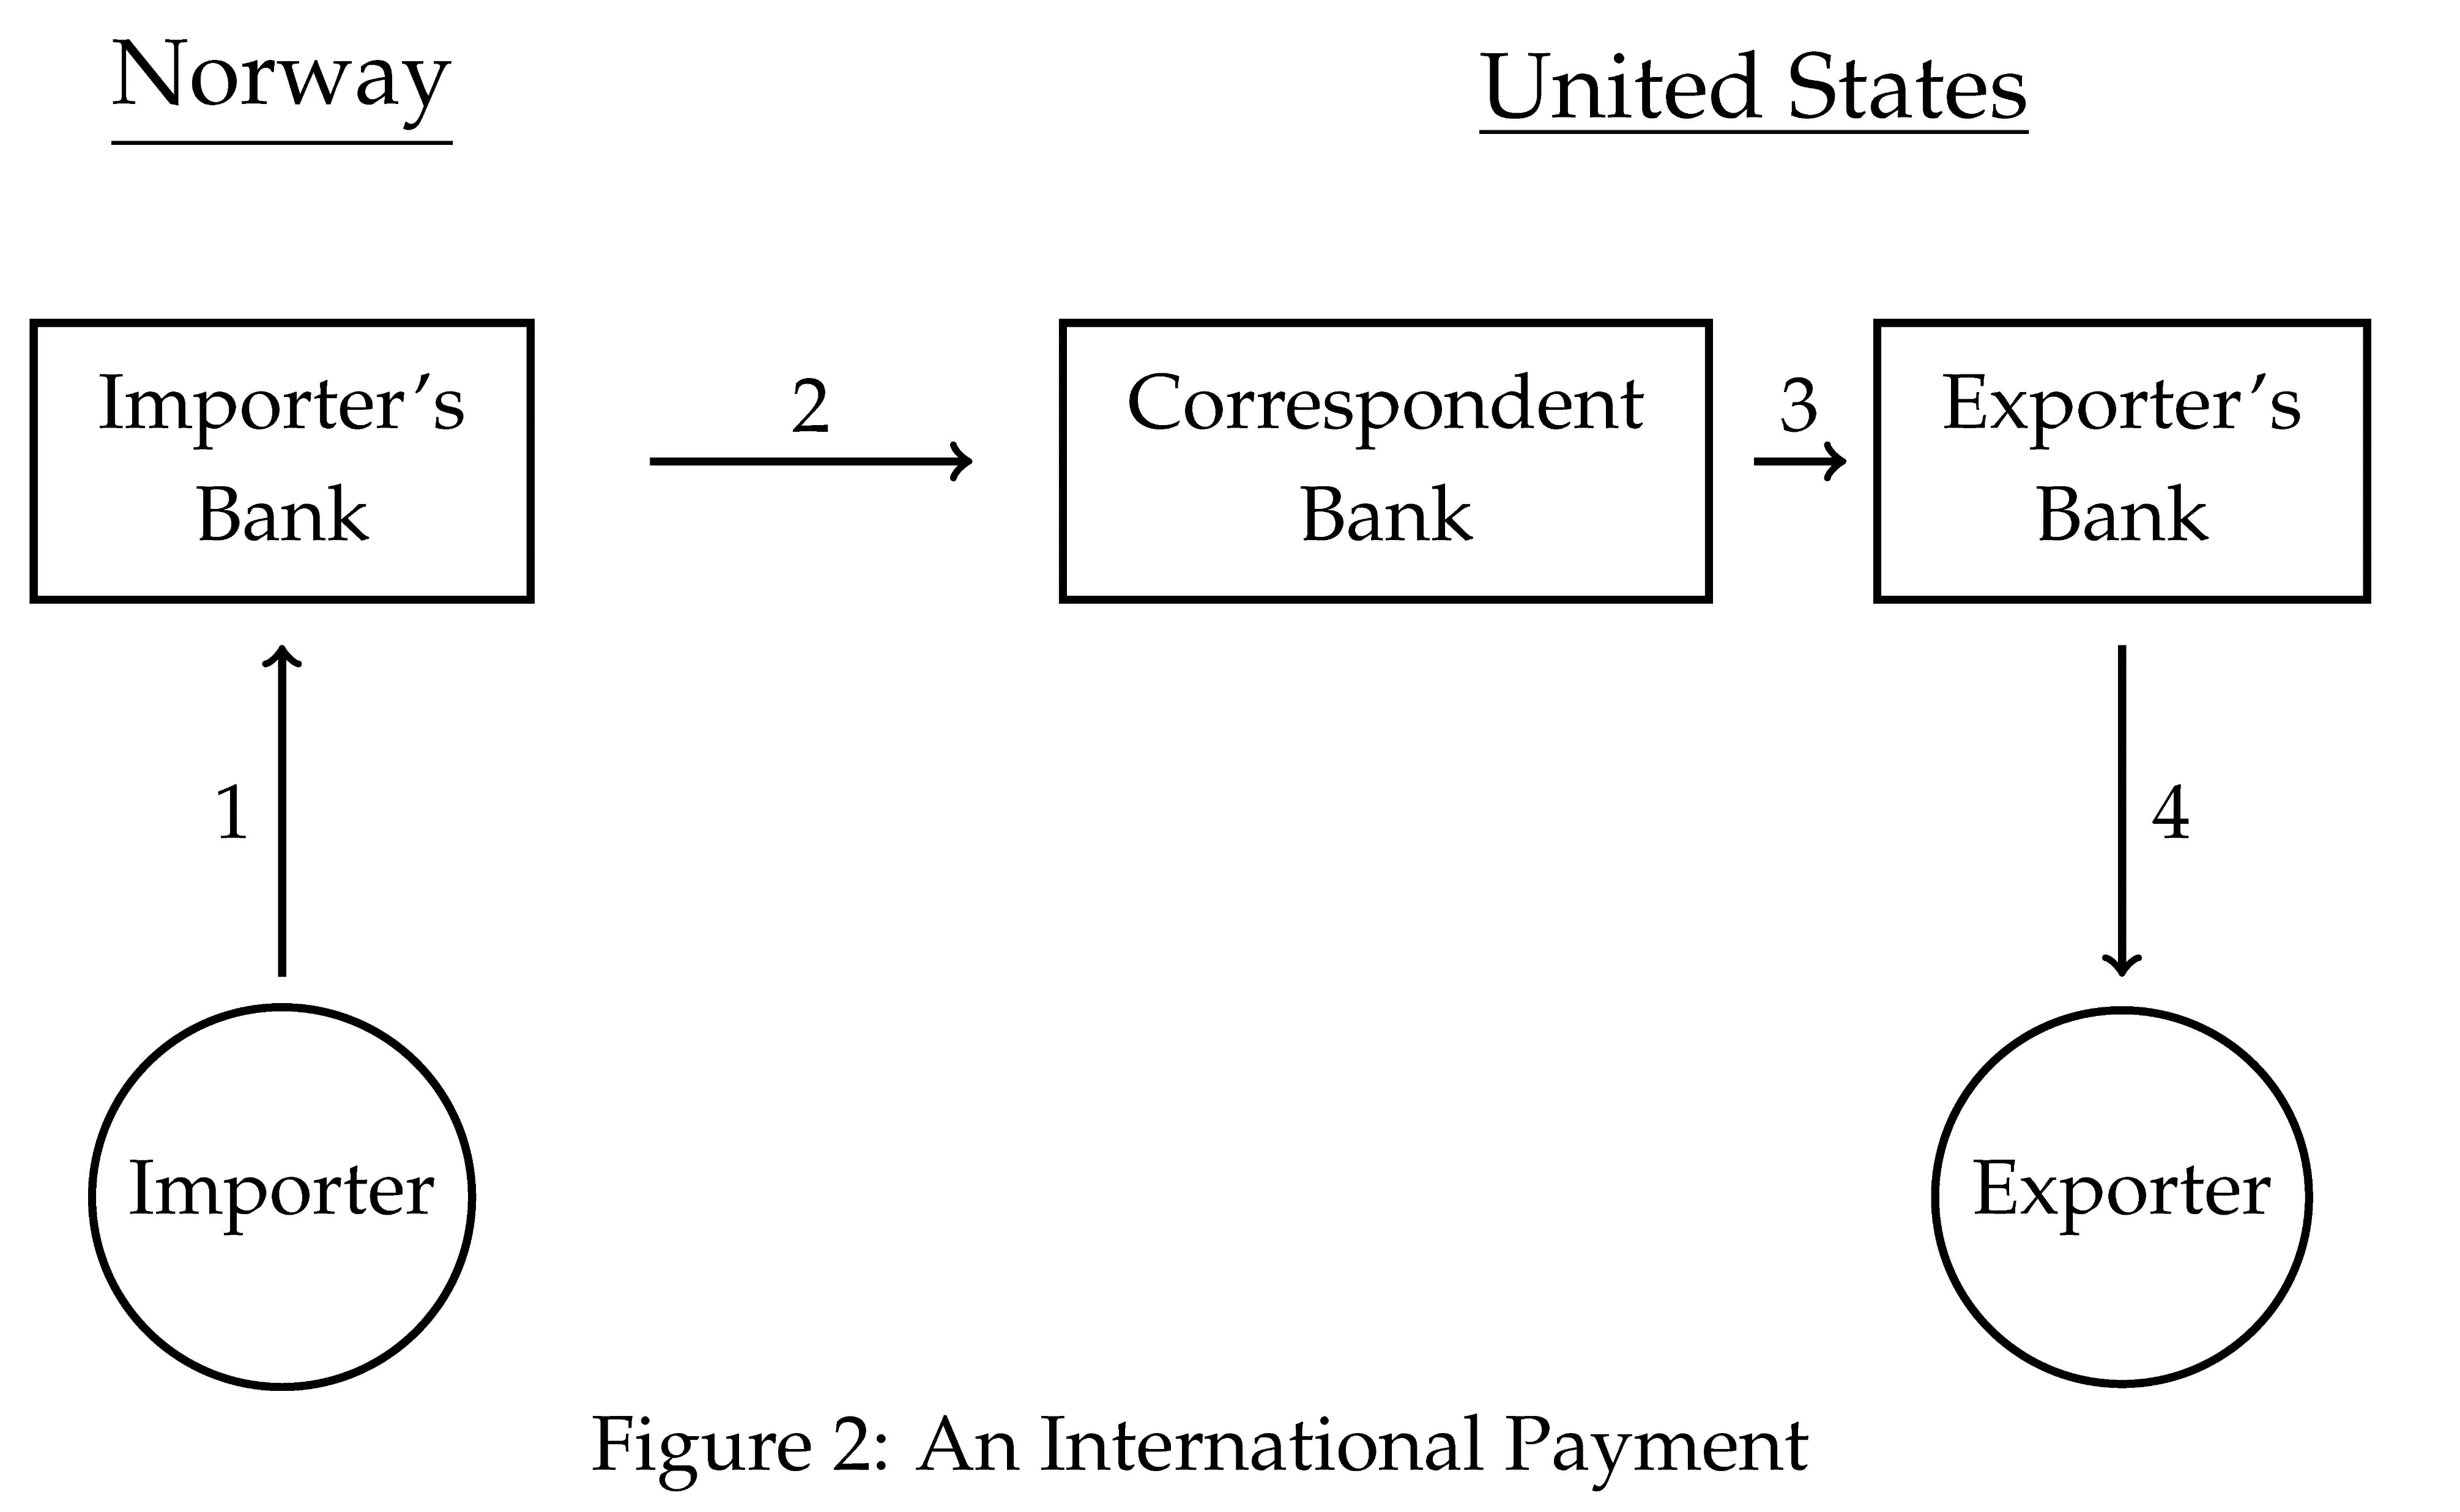 Norway
United States
Importer´s
Bank
2
Correspondent
Bank
3
Exporter´s
Bank
1
4
Importer
Exporter
Figure 2: An International Payment